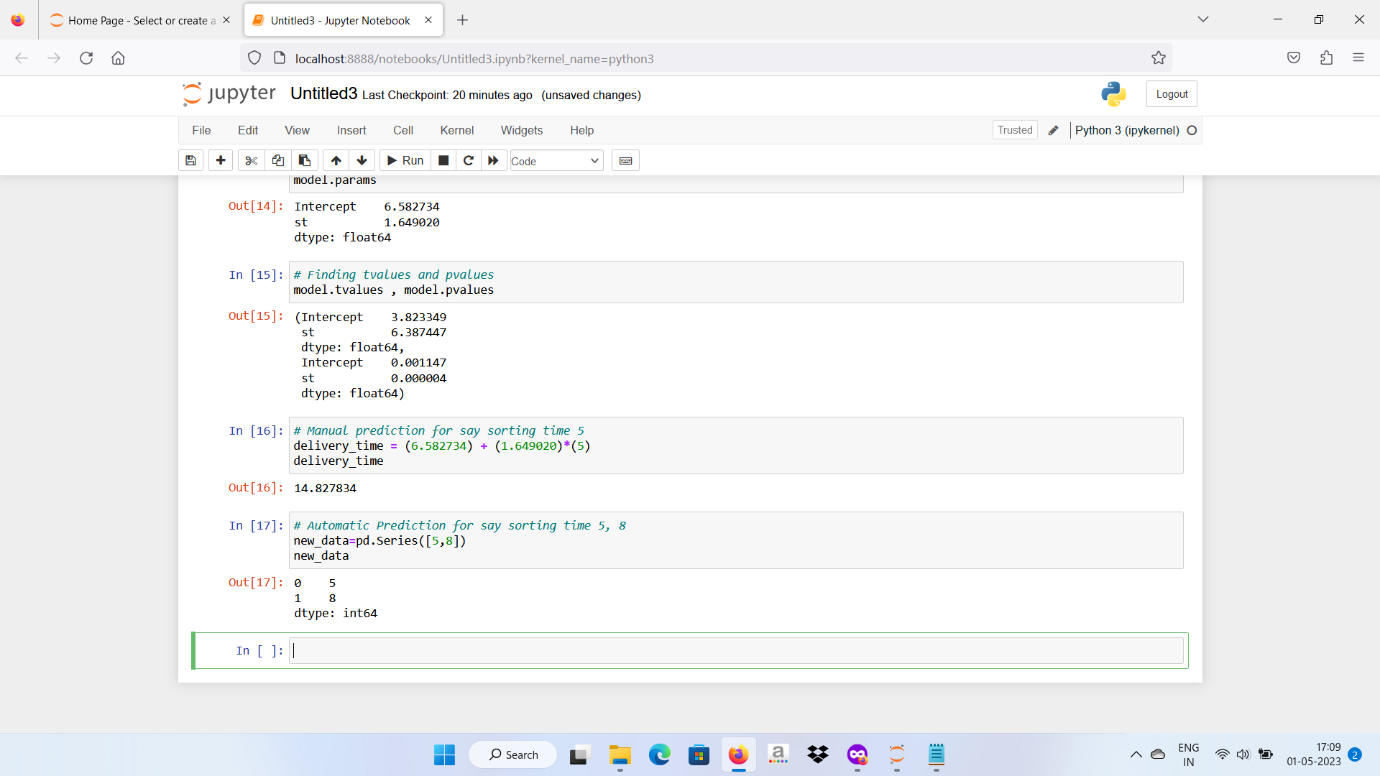 Home Page - Select or create a
Untitled3 - Jupyter Notebook
localhost:8888/notebooks/Untitled3.ipynb?kernel_name=python3
jupyter Untitled3 Last Checkpoint: 20 minutes ago (unsaved changes)
Logout
File Edit View Insert Cell Kernel Widgets Help
Trusted Python 3 (ipykernel)
Run Code
model.params
Out[14]: Intercept 6.582734
st 1.649020
dtype: float64
In [15]: # Finding tvalues and pvalues
model.tvalues , model.pvalues
Out[15]: (Intercept 3.823349
st 6.387447
dtype: float64,
Intercept 0.001147
st 0.000004
dtype: float64)
In [16]: # Manual prediction for say sorting time 5
delivery_time = (6.582734) + (1.649020)*(5)
delivery_time
Out[16]: 14.827834
In [17]: # Automatic Prediction for say sorting time 5, 8
new_data=pd.Series([5,8])
new_data
Out[17]: 0 5
1 8
dtype: int64
In [ ]:
Search
a
ENG
IN
17:09
01-05-2023
2